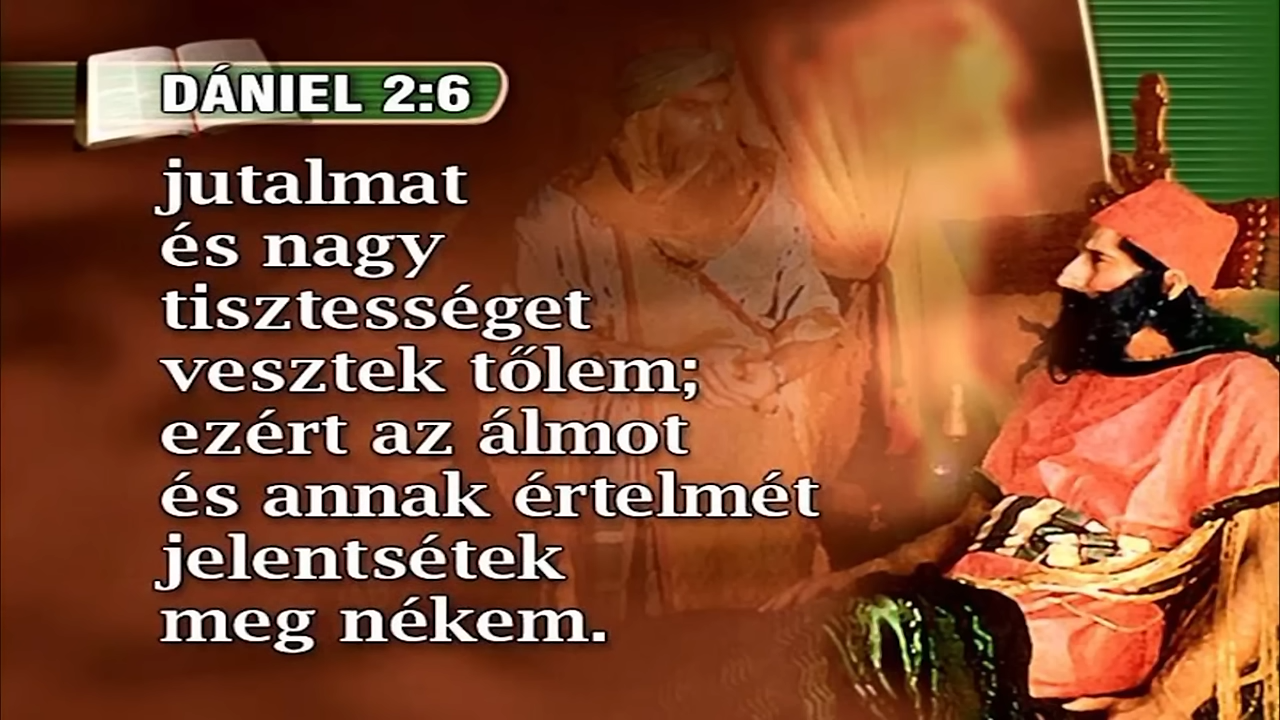 DÁNIEL 2:6
jutalmat
és nagy
tisztességet
vesztek tőlem;
ezért az álmot
és annak értelmét
jelentsétek
meg nékem.